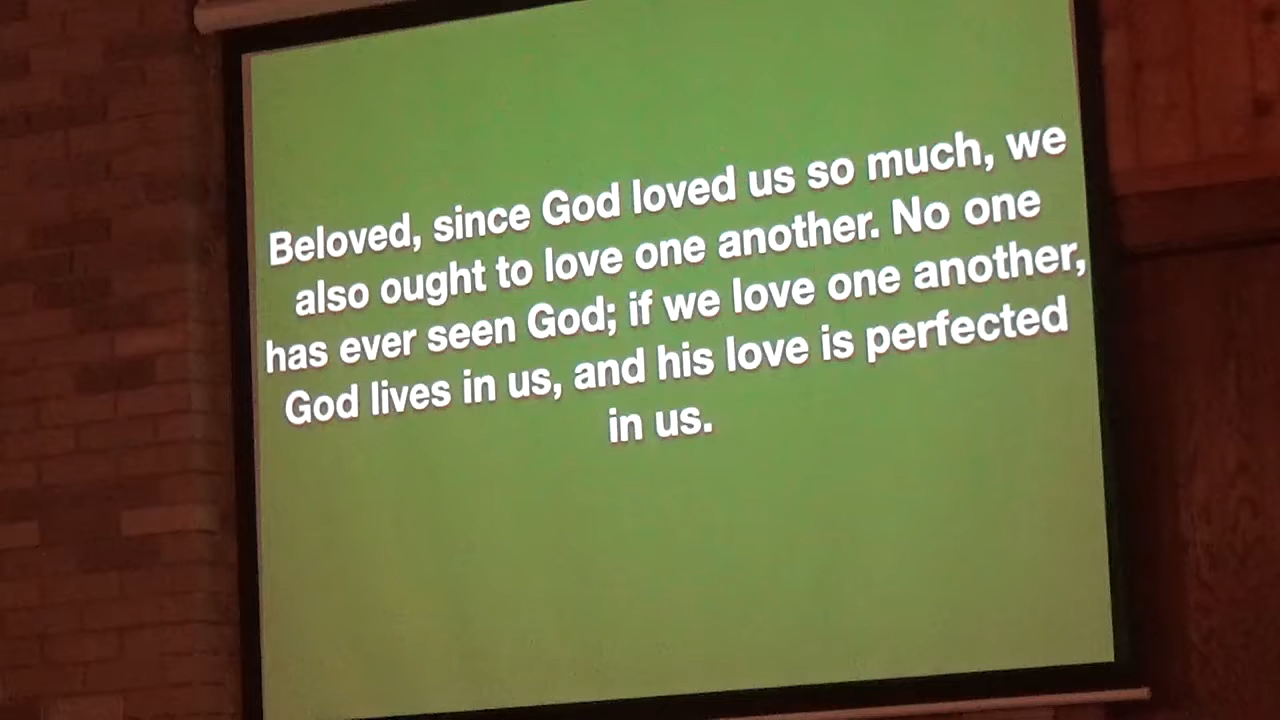 Beloved, since God loved us so much, we
also ought to love one another. No one
has ever seen God; if we love one another,
God lives in us, and his love is perfected
in us.